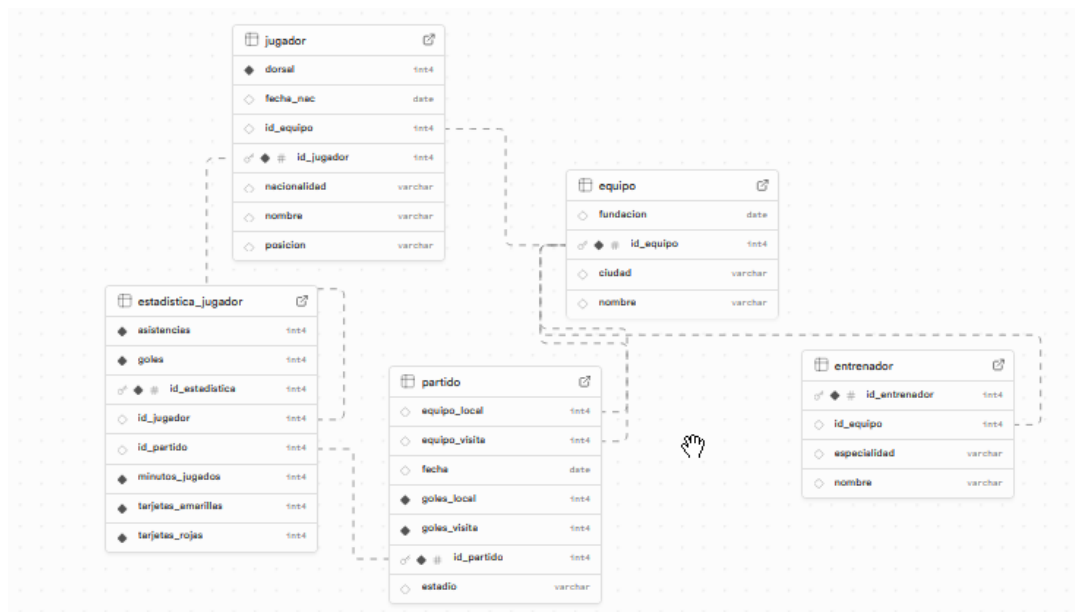 jugador
dorsal int4
fecha_nac date
id_equipo int4
# id_jugador int4
nacionalidad varchar
nombre varchar
posicion varchar
equipo
fundacion date
# id_equipo int4
ciudad varchar
nombre varchar
estadistica_jugador
asistencias int4
goles int4
# id_estadistica int4
id_jugador int4
id_partido int4
minutos_jugados int4
tarjetas_amarillas int4
tarjetas_rojas int4
partido
equipo_local int4
equipo_visita int4
fecha date
goles_local int4
goles_visita int4
# id_partido int4
estadio varchar
entrenador
# id_entrenador int4
id_equipo int4
especialidad varchar
nombre varchar